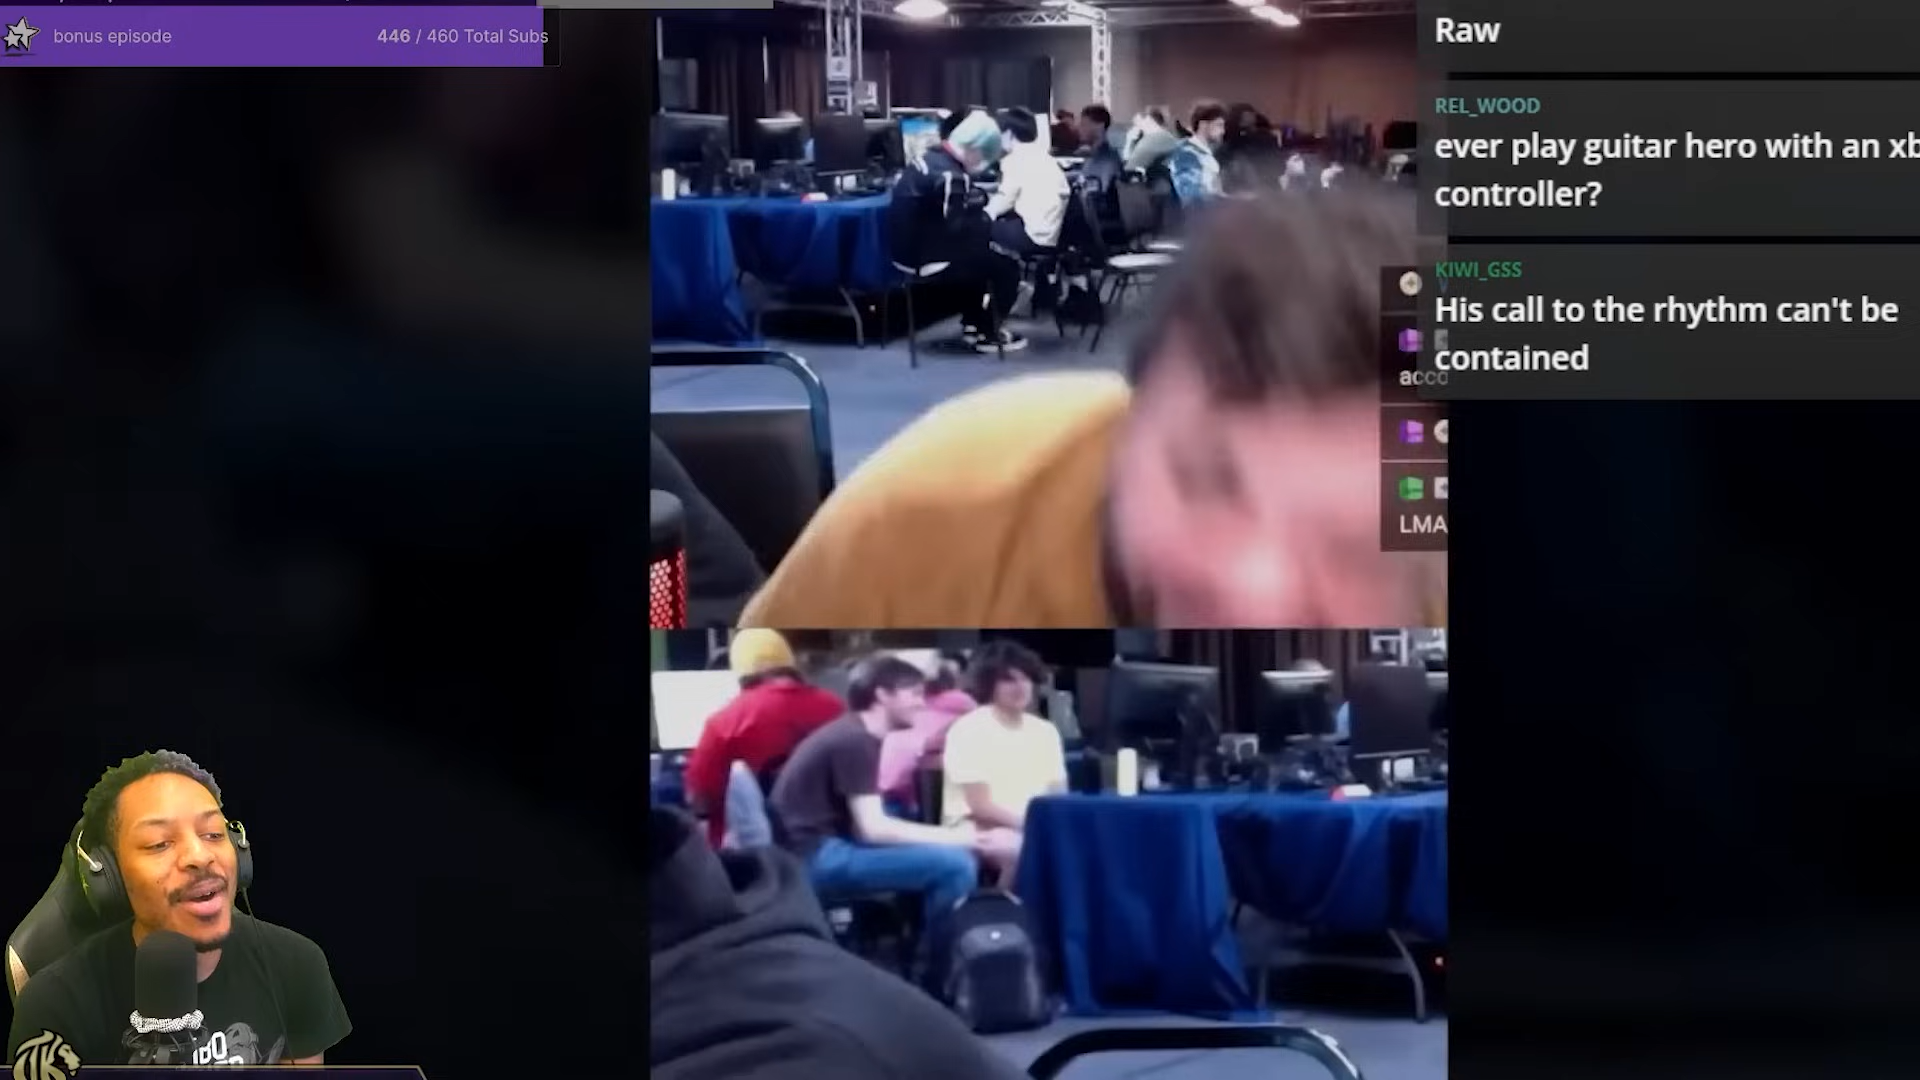 bonus episode 446 / 460 Total Subs
Raw
REL_WOOD
ever play guitar hero with an xb
controller?
KIWI_GSS
His call to the rhythm can't be
contained
acco
LMA